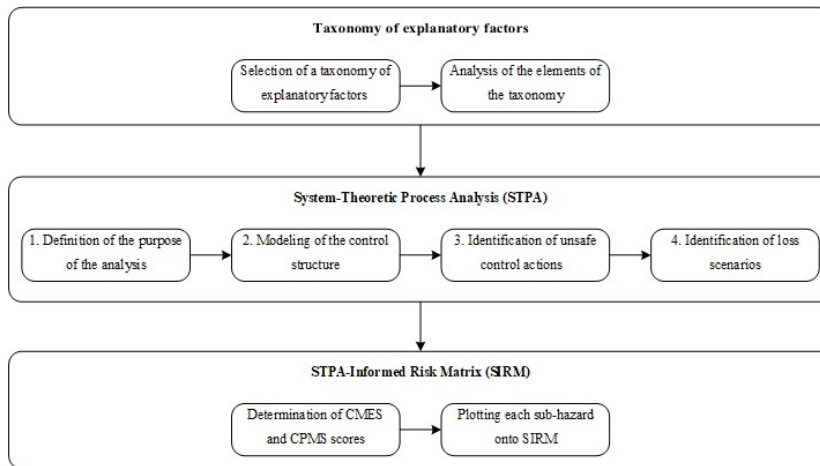 Taxonomy of explanatory factors
Selection of a taxonomy of
explanatory factors
Analysis of the elements of
the taxonomy
System-Theoretic Process Analysis (STPA)
1. Definition of the purpose
of the analysis
2. Modeling of the control
structure
3. Identification of unsafe
control actions
4. Identification of loss
scenarios
STPA-Informed Risk Matrix (SIRM)
Determination of CMES
and CPMS scores
Plotting each sub-hazard
onto SIRM